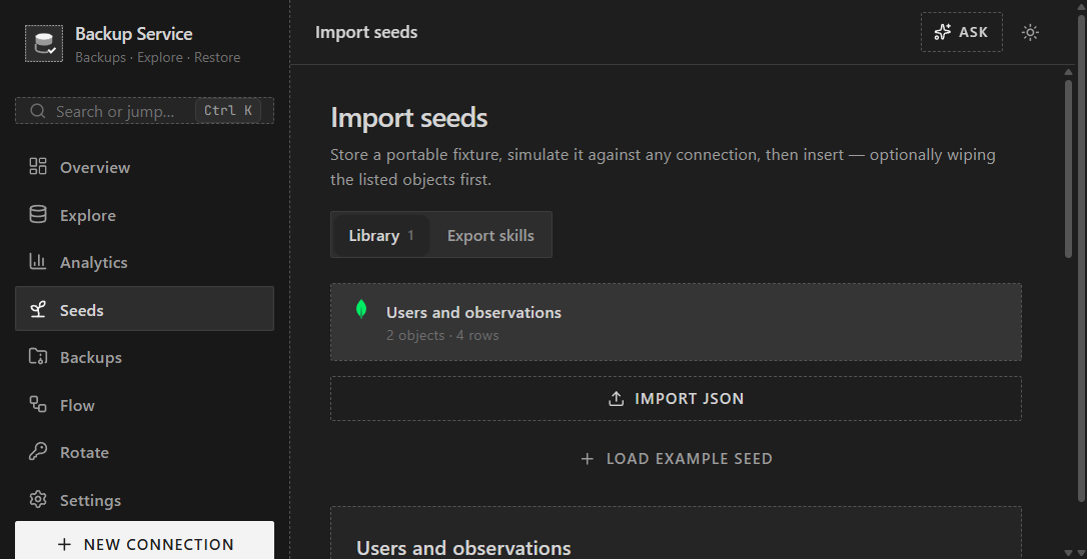 Backup Service
Backups · Explore · Restore
Search or jump...
Ctrl K
Overview
Explore
Analytics
Seeds
Backups
Flow
Rotate
Settings
NEW CONNECTION
Import seeds
ASK
Import seeds
Store a portable fixture, simulate it against any connection, then insert — optionally wiping
the listed objects first.
Library 1
Export skills
Users and observations
2 objects · 4 rows
IMPORT JSON
LOAD EXAMPLE SEED
Users and observations